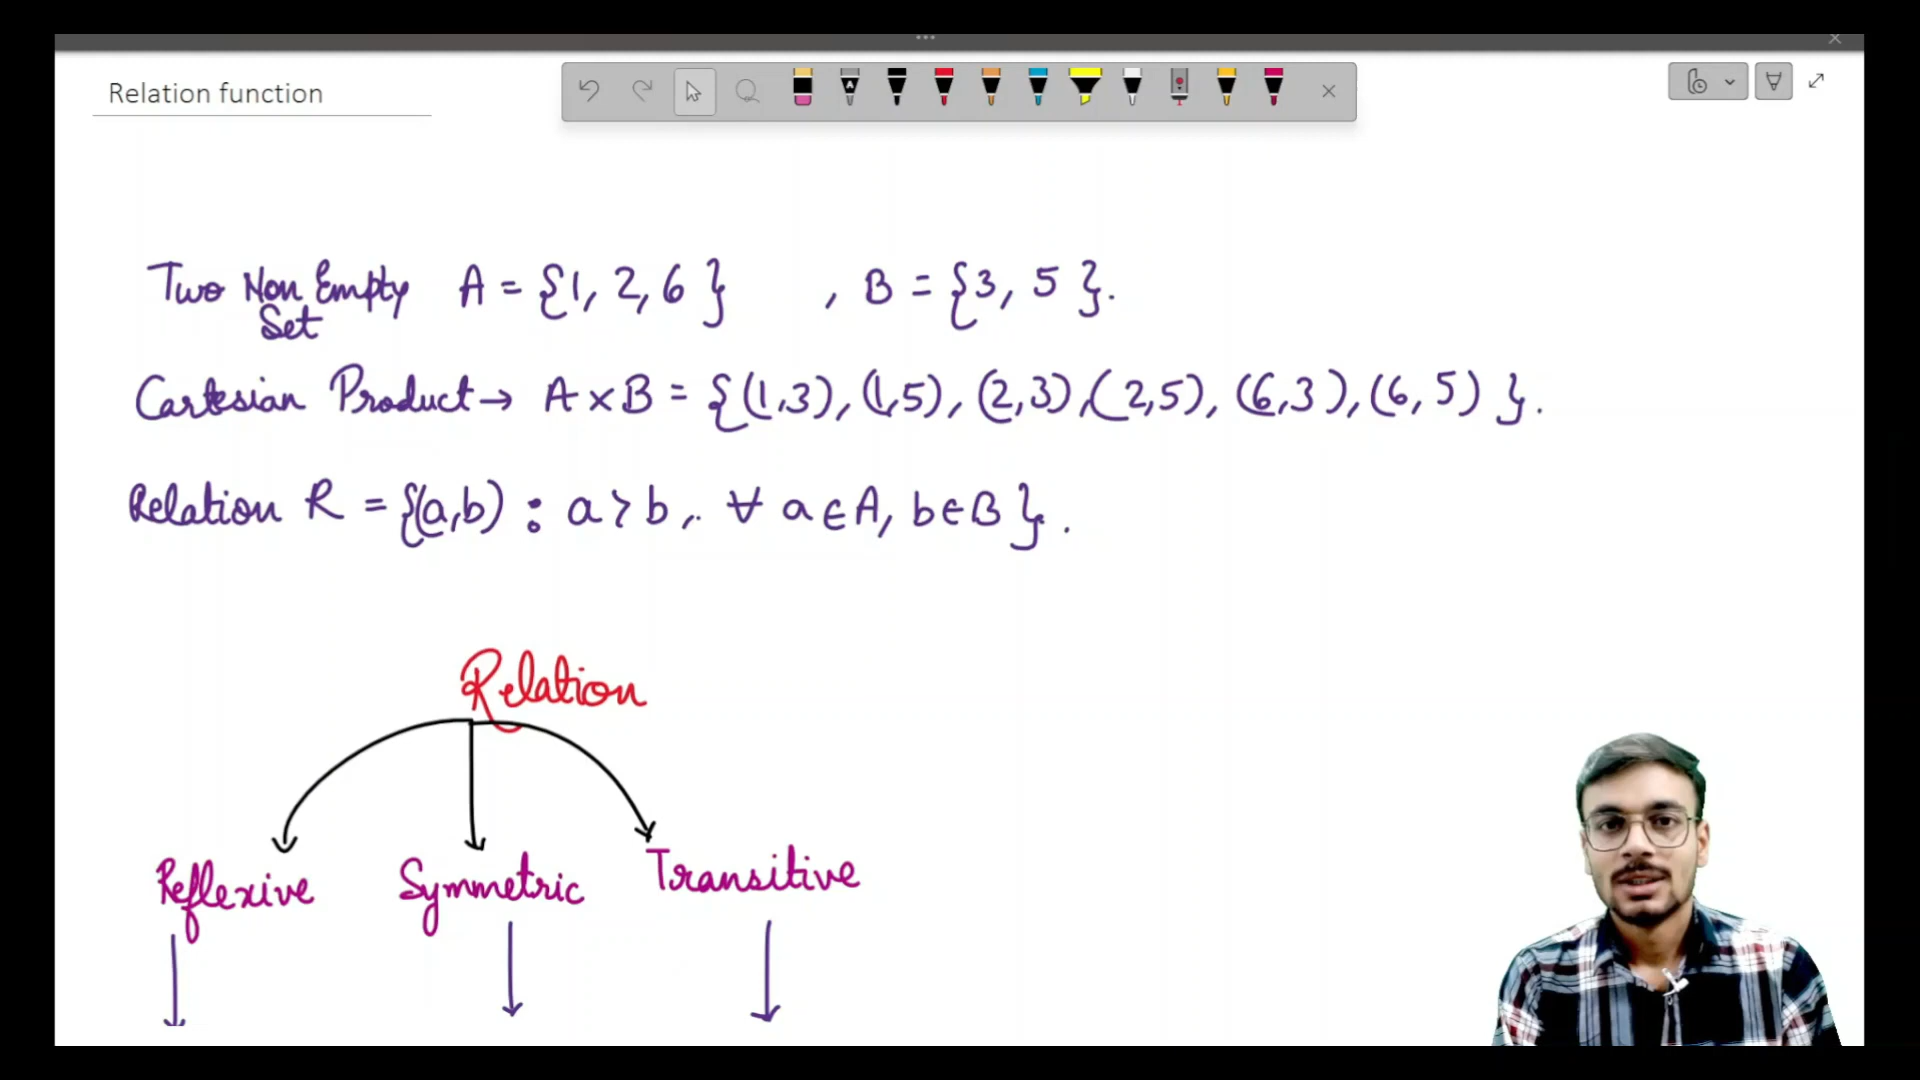 Relation function
Two Non Empty Set A = {1, 2, 6 } , B = {3, 5 }.
Cartesian Product → A × B = {(1,3), (1,5), (2,3), (2,5), (6,3), (6, 5) }.
Relation R = {(a,b) : a > b, ∀ a ∈ A, b ∈ B }.
Relation
Reflexive Symmetric Transitive